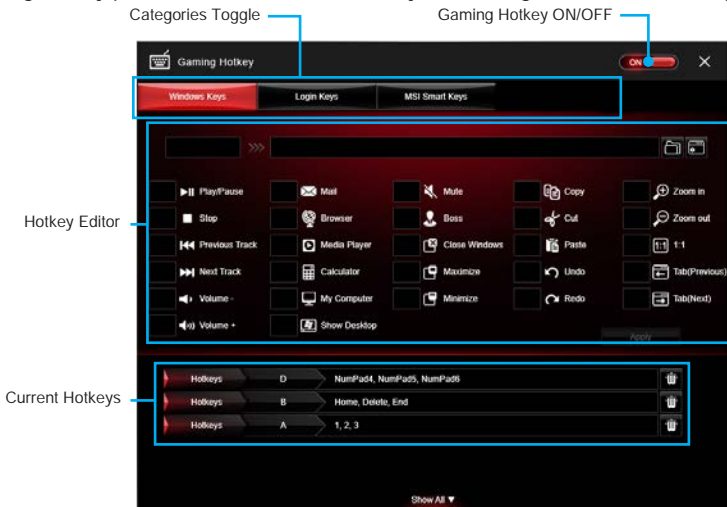 Categories Toggle
Gaming Hotkey ON/OFF
Gaming Hotkey
ON
Windows Keys
Login Keys
MSI Smart Keys
Hotkey Editor
Play/Pause
Mail
Mute
Copy
Zoom in
Stop
Browser
Boss
Cut
Zoom out
Previous Track
Media Player
Close Windows
Paste
1:1 1:1
Tab(Previous)
Next Track
Calculator
Maximize
Undo
Volume -
My Computer
Minimize
Redo
Tab(Next)
Volume +
Show Desktop
Apply
Current Hotkeys
Hotkeys D NumPad4, NumPad5, NumPad6
Hotkeys B Home, Delete, End
Hotkeys A 1, 2, 3
Show All ▼